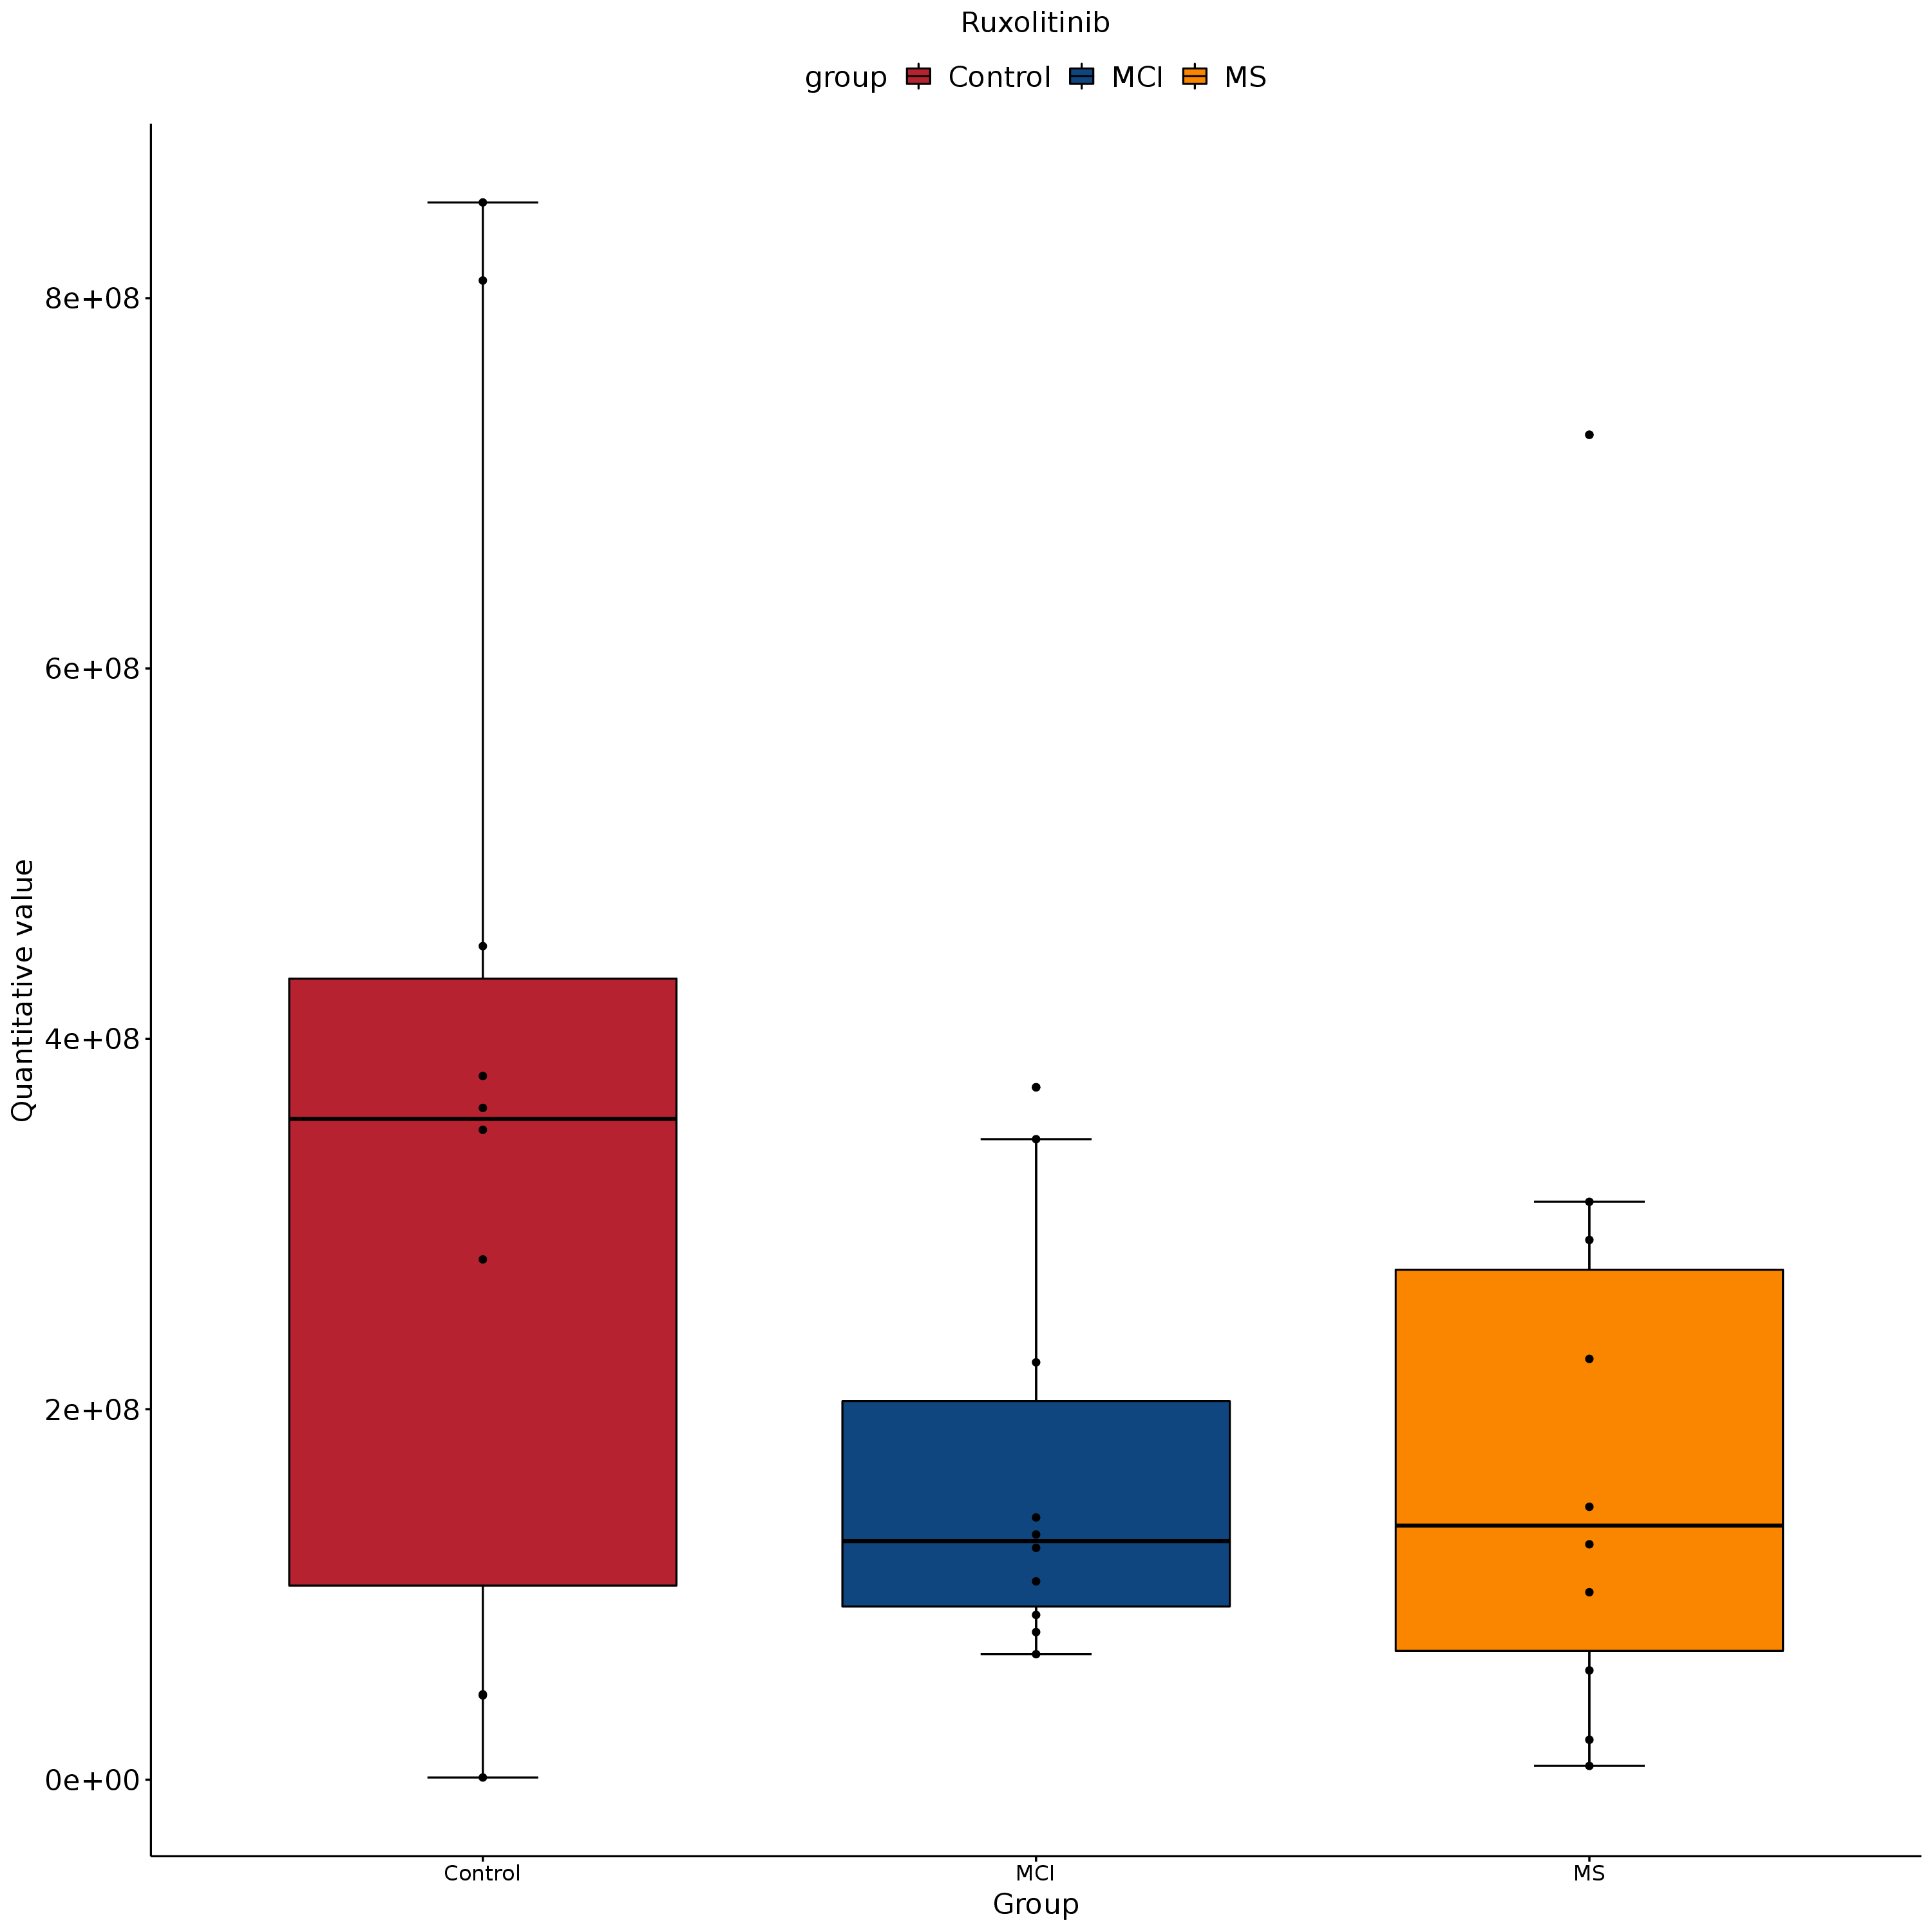 Ruxolitinib
group Control MCI MS
Quantitative value
8e+08
6e+08
4e+08
2e+08
0e+00
Control MCI MS
Group